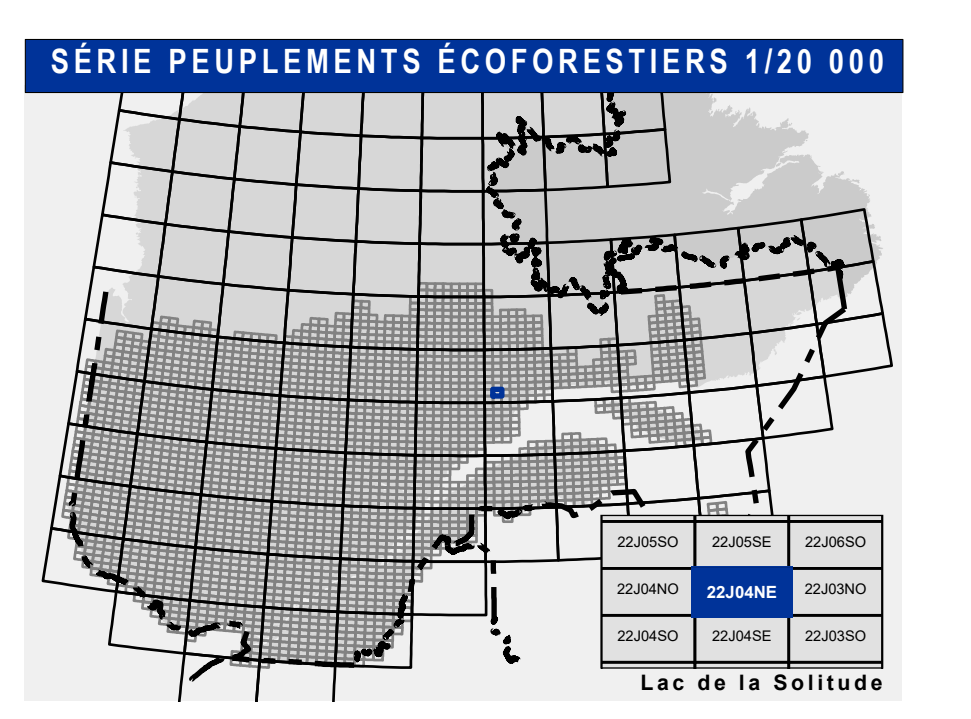 SÉRIE PEUPLEMENTS ÉCOFORESTIERS 1/20 000
22J05SO 22J05SE 22J06SO
22J04NO 22J04NE 22J03NO
22J04SO 22J04SE 22J03SO
Lac de la Solitude